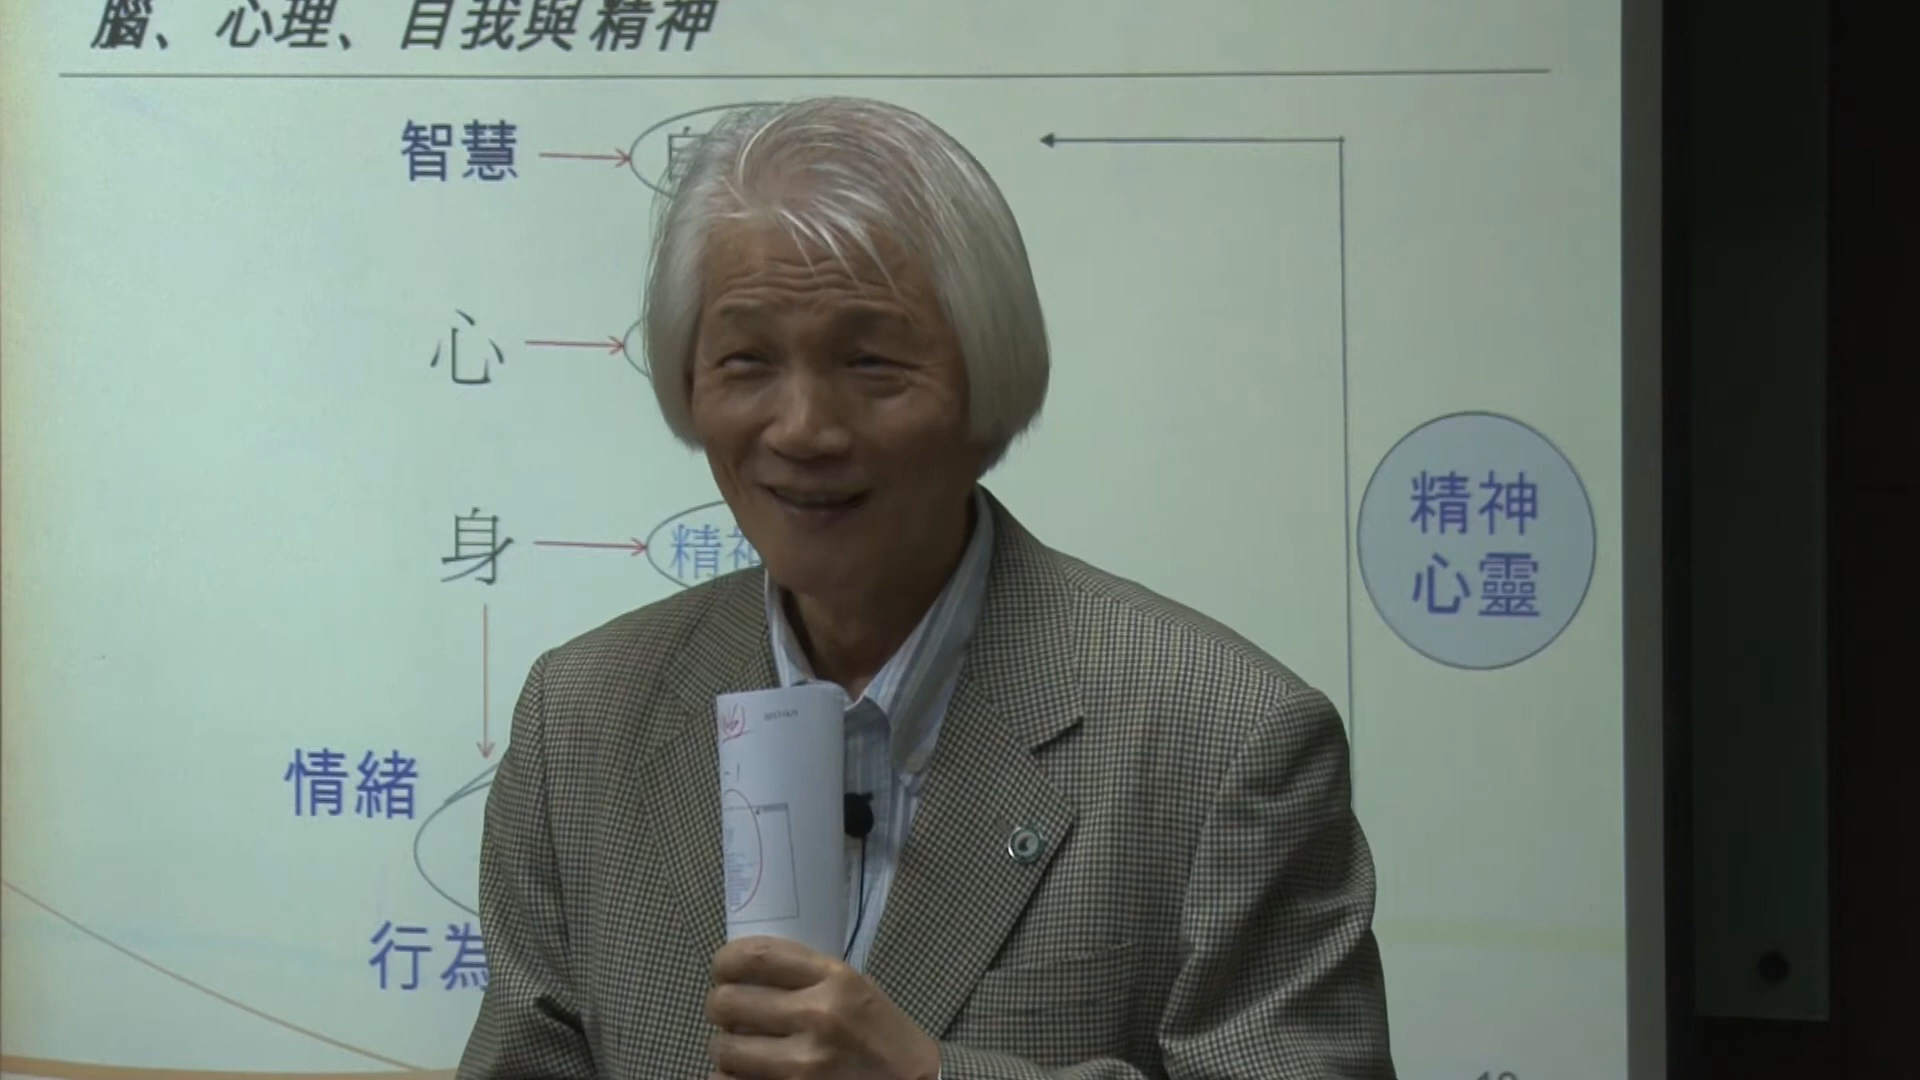 腦、心理、自我與精神
智慧
心
身
精神
精神
心靈
情緒
行為